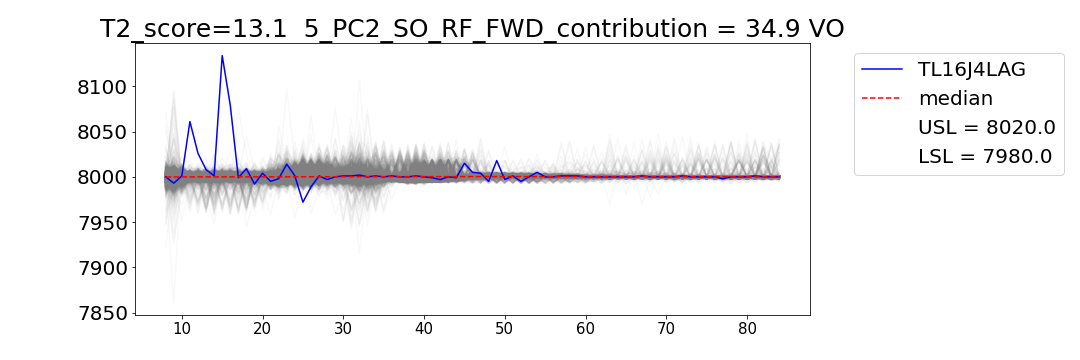 T2_score=13.1  5_PC2_SO_RF_FWD_contribution = 34.9 VO
8100
8050
8000
7950
7900
7850
10 20 30 40 50 60 70 80
TL16J4LAG
median
USL = 8020.0
LSL = 7980.0